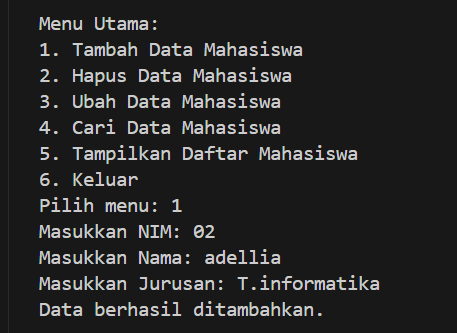 Menu Utama:
1. Tambah Data Mahasiswa
2. Hapus Data Mahasiswa
3. Ubah Data Mahasiswa
4. Cari Data Mahasiswa
5. Tampilkan Daftar Mahasiswa
6. Keluar
Pilih menu: 1
Masukkan NIM: 02
Masukkan Nama: adellia
Masukkan Jurusan: T.informatika
Data berhasil ditambahkan.